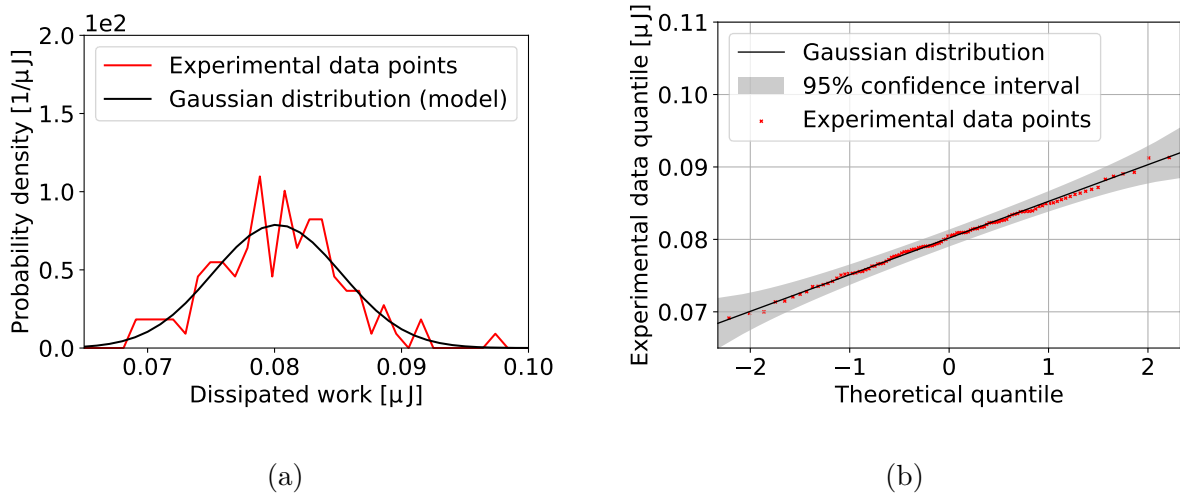 1e2
2.0
1.5
1.0
0.5
0.0
Probability density [1/μJ]
Experimental data points
Gaussian distribution (model)
0.07 0.08 0.09 0.10
Dissipated work [μJ]
(a)
0.11
0.10
0.09
0.08
0.07
Experimental data quantile [μJ]
Gaussian distribution
95% confidence interval
Experimental data points
−2 −1 0 1 2
Theoretical quantile
(b)